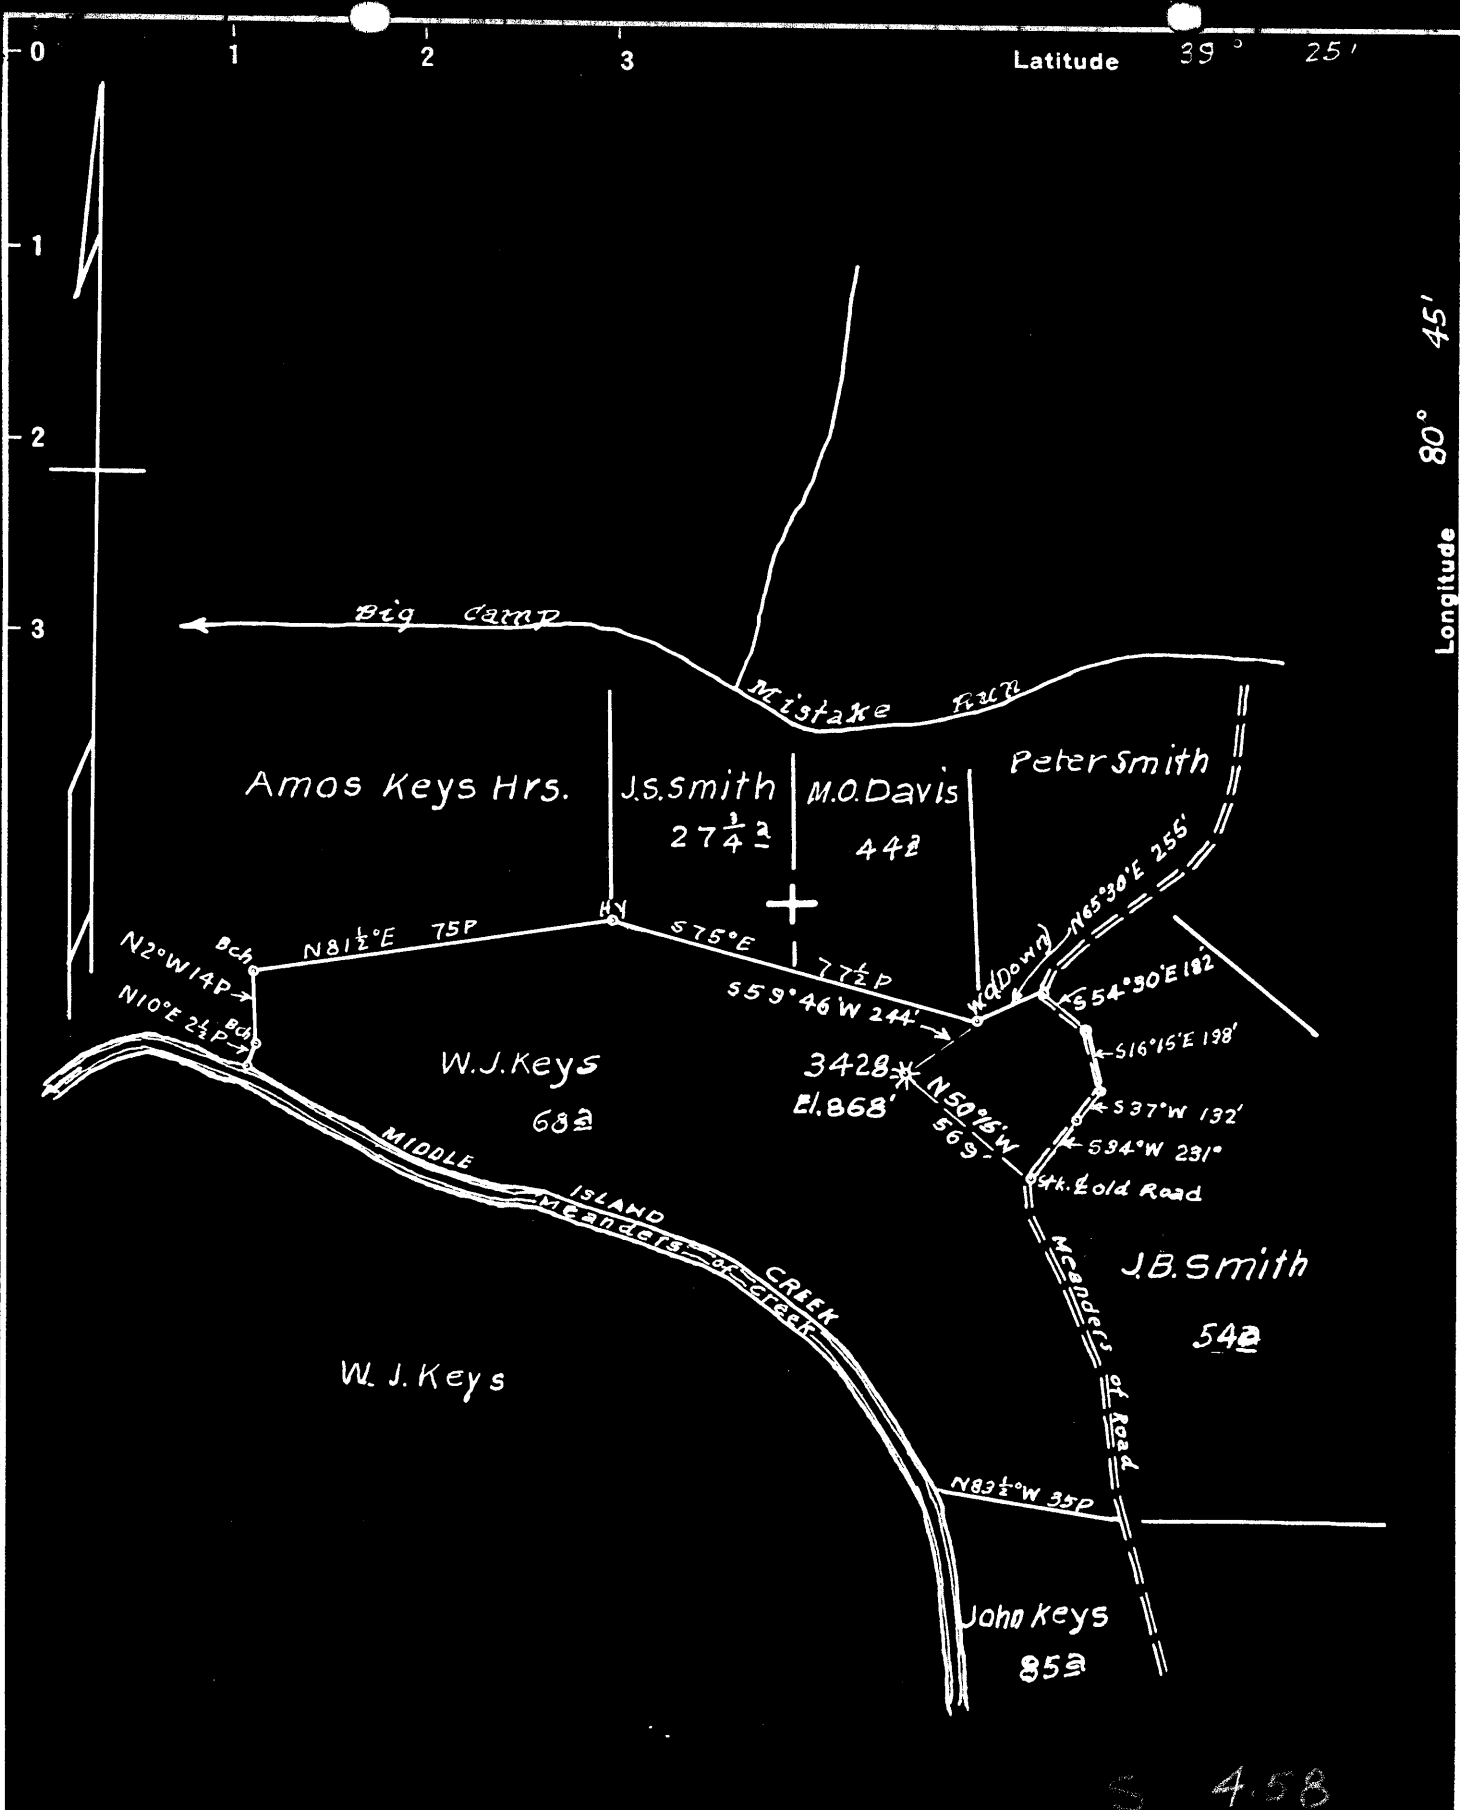 0 1 2 3 Latitude 39° 25'
1
2
3
Longitude 80° 45'
Big Camp
Mistake Run
Amos Keys Hrs.
J.S. Smith
27 3/4 a
M.O. Davis
44 a
Peter Smith
N65°30'E 255'
HY
S75°E 77½P
N81½°E 75P
Bch
N2°W 14P
N10°E 2½P
Bch
W.O. (Down)
S54°30'E 182'
S59°46'W 244'
S16°15'E 198'
W.J. Keys
68 a
3428
El. 868'
N50°15'W
569'
S37°W 132'
S34°W 231'
Stk. ℄ old Road
MIDDLE ISLAND CREEK
Meanders of creek
Meanders of Road
J.B. Smith
54 a
W. J. Keys
N83½°W 35P
John Keys
85 a
S 4.58